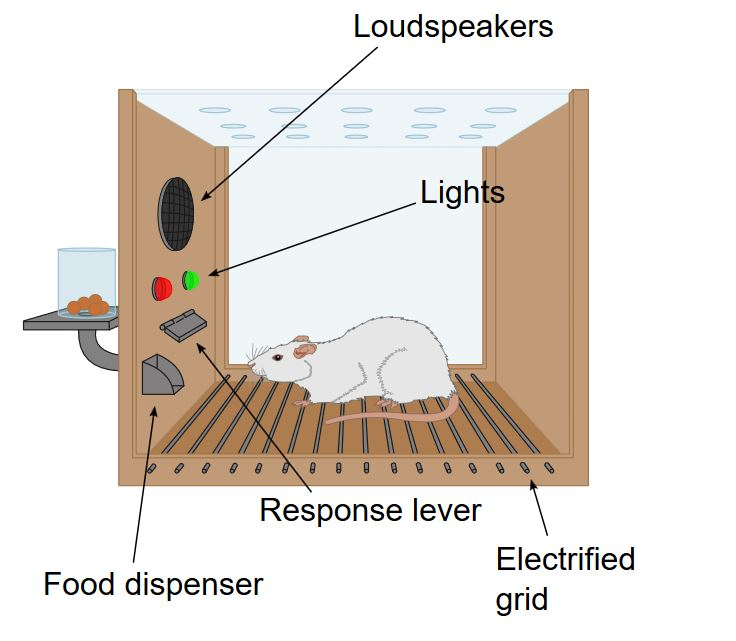 Loudspeakers
Lights
Response lever
Electrified
grid
Food dispenser